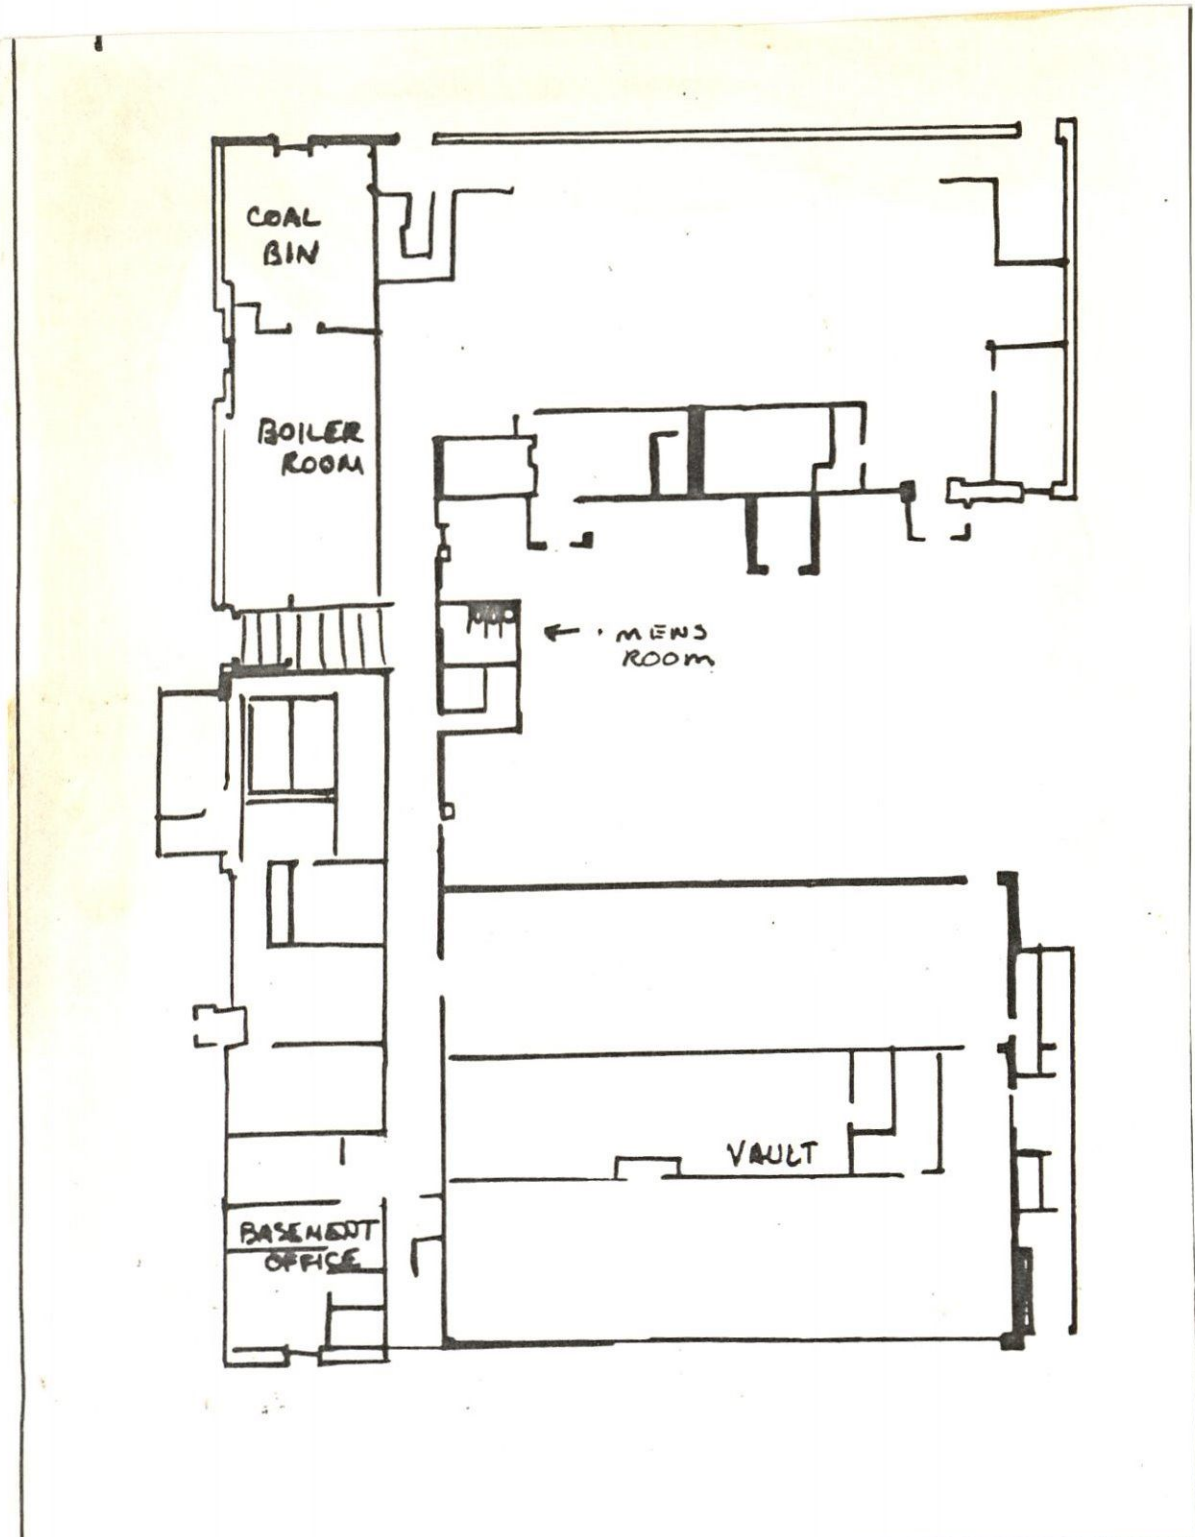 COAL
BIN
BOILER
ROOM
MENS
ROOM
VAULT
BASEMENT
OFFICE